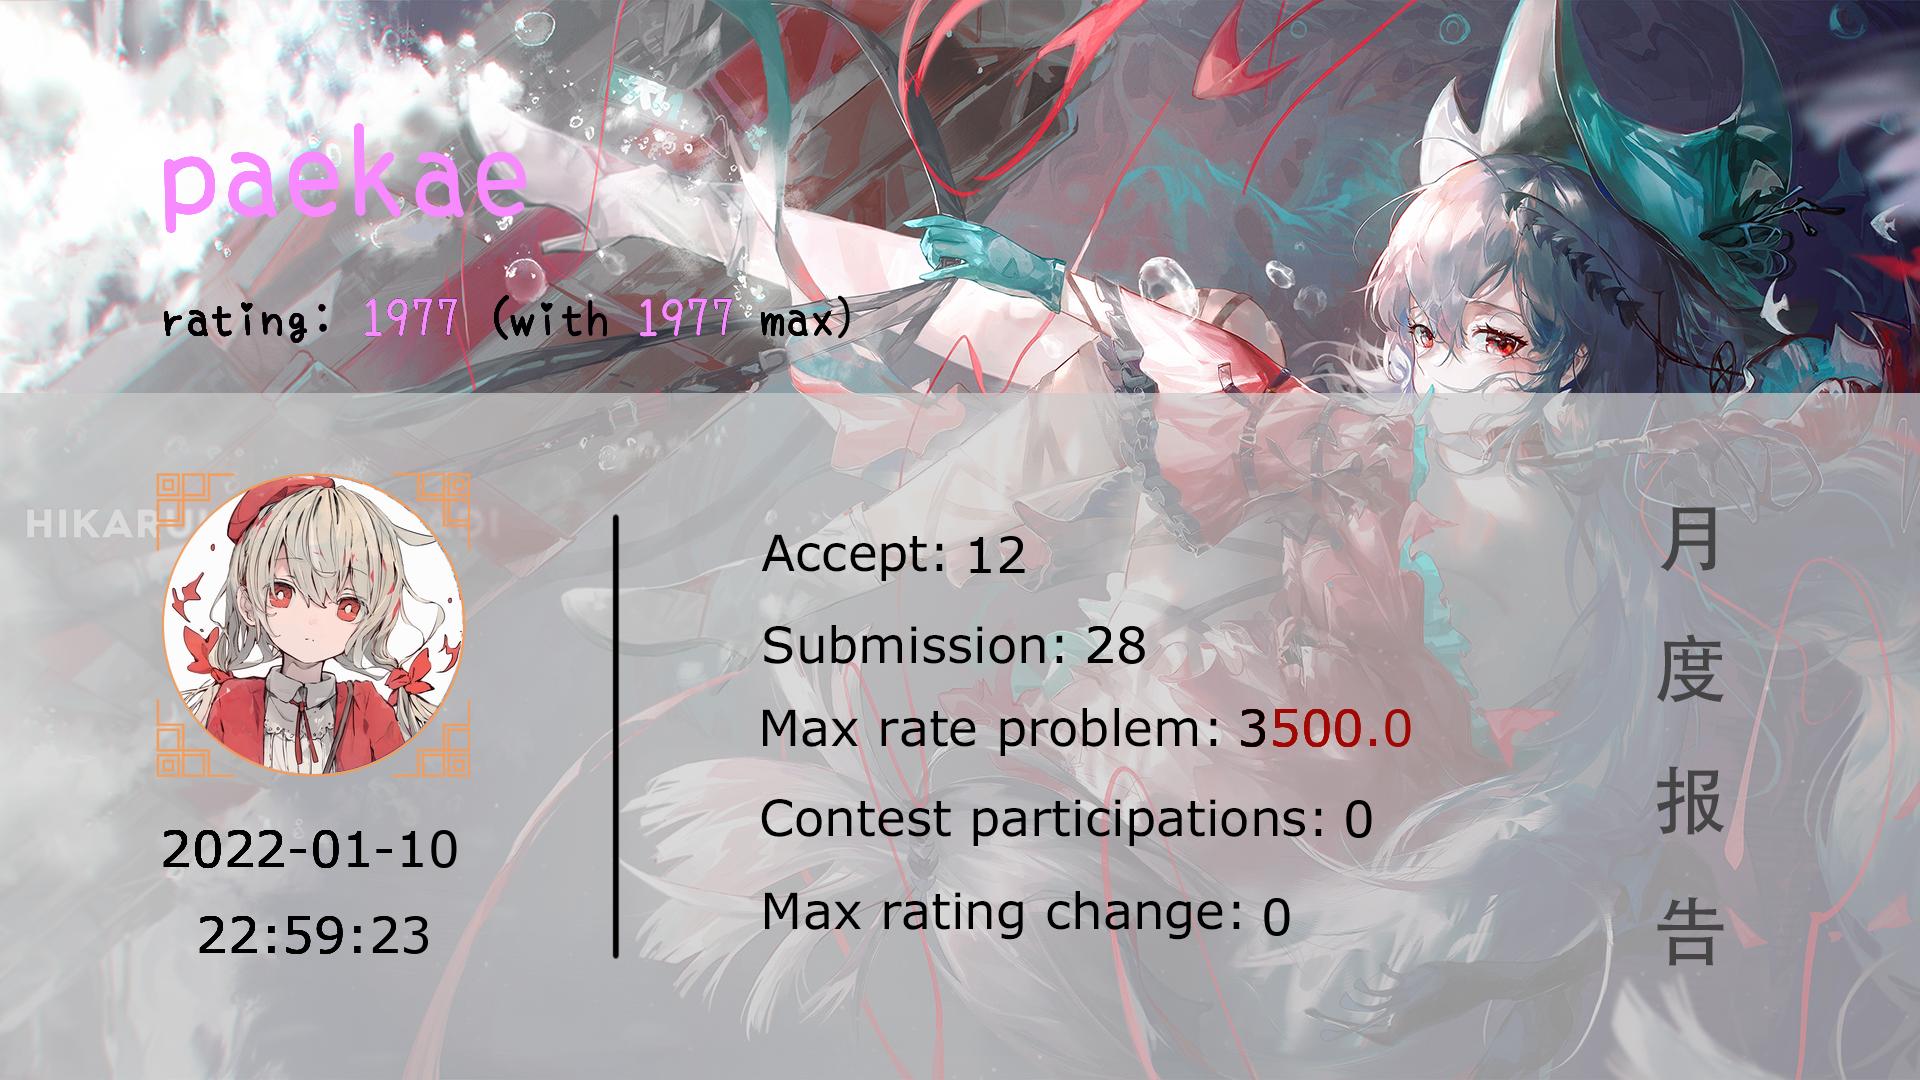 paekae
rating: 1977 (with 1977 max)
HIKARU
2022-01-10
22:59:23
Accept: 12
Submission: 28
Max rate problem: 3500.0
Contest participations: 0
Max rating change: 0
月
度
报
告